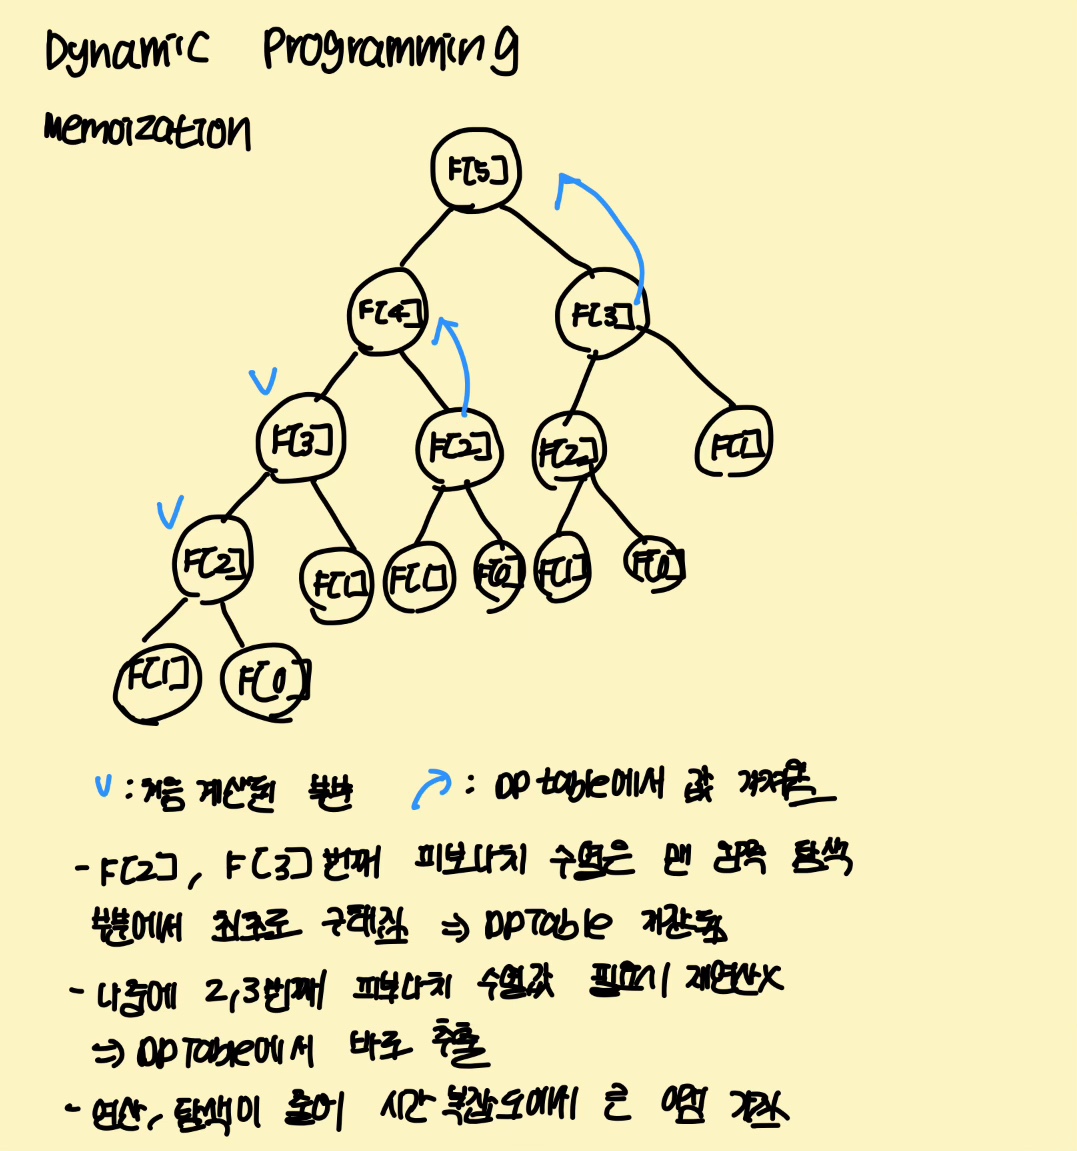 Dynamic Programming
Memoization
F[5]
F[4] F[3]
F[3] F[2] F[2] F[1]
F[2] F[1] F[1] F[0] F[1] F[0]
F[1] F[0]
V : 처음 계산된 부분 : DP table에서 값 가져옴
- F[2], F[3] 번째 피보나치 수열은 맨 왼쪽 탐색
부분에서 최초로 구해짐 ⇒ DP Table 저장됨
- 나중에 2,3번째 피보나치 수열값 필요시 재연산X
⇒ DP Table에서 바로 추출
- 연산, 탐색이 줄어 시간 복잡도에서 큰 이점 가짐